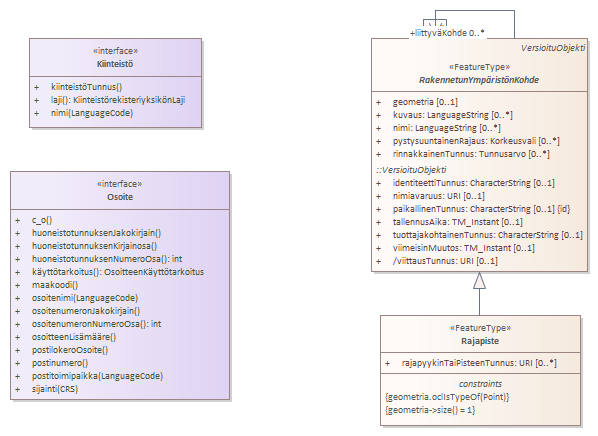 «interface»
Kiinteistö
+ kiinteistöTunnus()
+ laji(): KiinteistörekisteriyksikönLaji
+ nimi(LanguageCode)
«interface»
Osoite
+ c_o()
+ huoneistotunnuksenJakokirjain()
+ huoneistotunnuksenKirjainosa()
+ huoneistotunnuksenNumeroOsa(): int
+ käyttötarkoitus(): OsoitteenKäyttötarkoitus
+ maakoodi()
+ osoitenimi(LanguageCode)
+ osoitenumeronJakokirjain()
+ osoitenumeronNumeroOsa(): int
+ osoitteenLisämääre()
+ postilokeroOsoite()
+ postinumero()
+ postitoimipaikka(LanguageCode)
+ sijainti(CRS)
+liittyväKohde 0..*
VersioituObjekti
«FeatureType»
RakennetunYmpäristönKohde
+ geometria [0..1]
+ kuvaus: LanguageString [0..*]
+ nimi: LanguageString [0..*]
+ pystysuuntainenRajaus: Korkeusvali [0..*]
+ rinnakkainenTunnus: Tunnusarvo [0..*]
::VersioituObjekti
+ identiteettiTunnus: CharacterString [0..1]
+ nimiavaruus: URI [0..1]
+ paikallinenTunnus: CharacterString [0..1] {id}
+ tallennusAika: TM_Instant [0..1]
+ tuottajakohtainenTunnus: CharacterString [0..1]
+ viimeisinMuutos: TM_Instant [0..1]
+ /viittausTunnus: URI [0..1]
«FeatureType»
Rajapiste
+ rajapyykinTaiPisteenTunnus: URI [0..*]
constraints
{geometria.oclIsTypeOf(Point)}
{geometria->size() = 1}